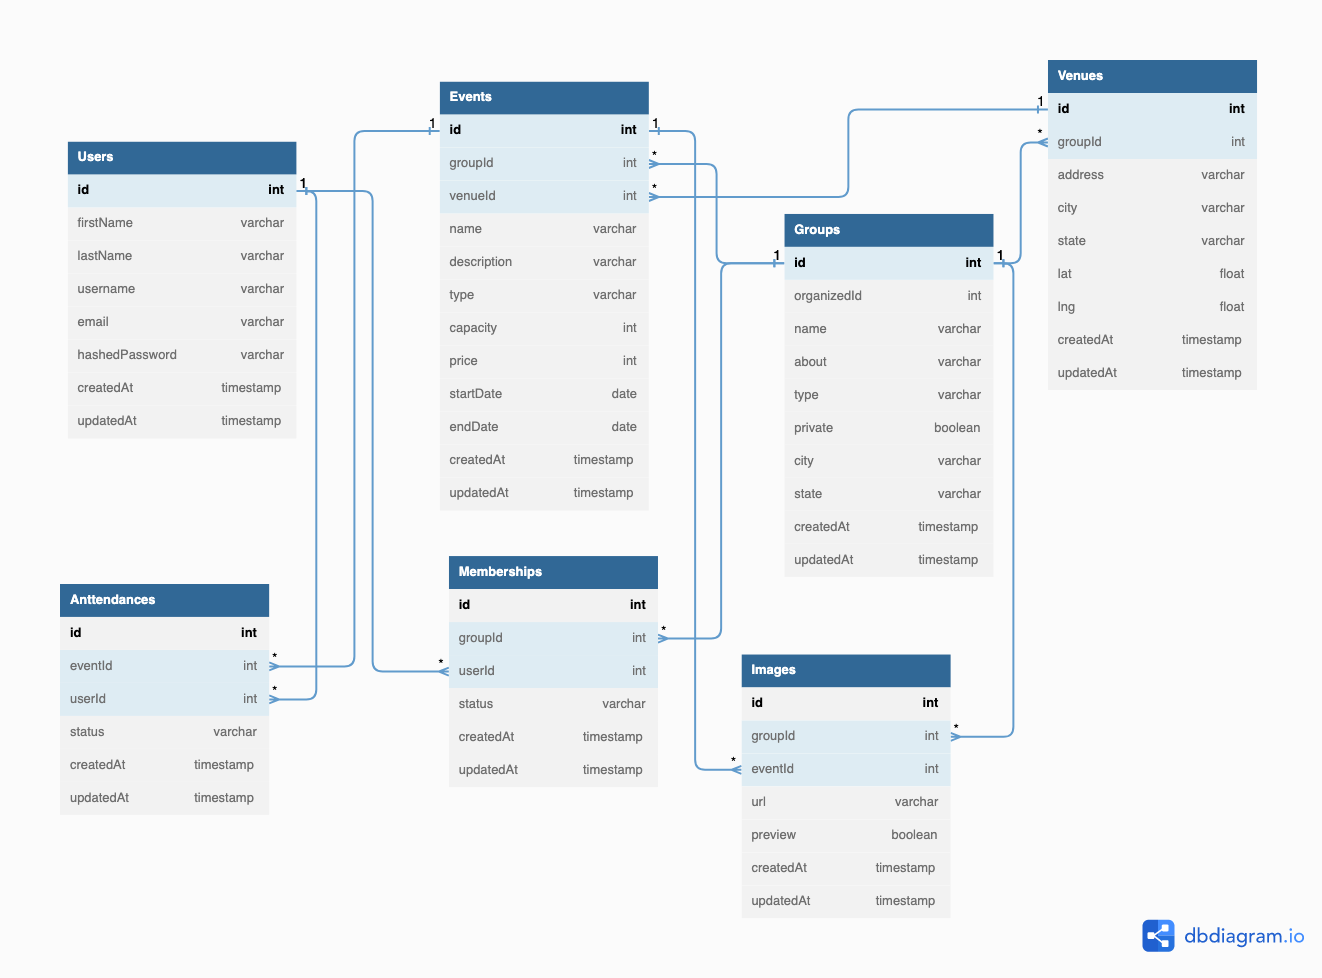 Users
id int
firstName varchar
lastName varchar
username varchar
email varchar
hashedPassword varchar
createdAt timestamp
updatedAt timestamp
1
Events
1 id int 1
groupId int *
venueId int *
name varchar
description varchar
type varchar
capacity int
price int
startDate date
endDate date
createdAt timestamp
updatedAt timestamp
Venues
1 id int
* groupId int
address varchar
city varchar
state varchar
lat float
lng float
createdAt timestamp
updatedAt timestamp
Groups
1 id int 1
organizedId int
name varchar
about varchar
type varchar
private boolean
city varchar
state varchar
createdAt timestamp
updatedAt timestamp
Anttendances
id int
eventId int *
userId int *
status varchar
createdAt timestamp
updatedAt timestamp
Memberships
id int
groupId int *
* userId int
status varchar
createdAt timestamp
updatedAt timestamp
Images
id int
groupId int *
* eventId int
url varchar
preview boolean
createdAt timestamp
updatedAt timestamp
dbdiagram.io